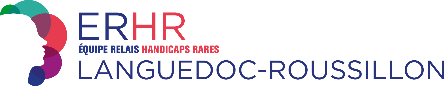 ERHR
ÉQUIPE RELAIS HANDICAPS RARES
LANGUEDOC-ROUSSILLON